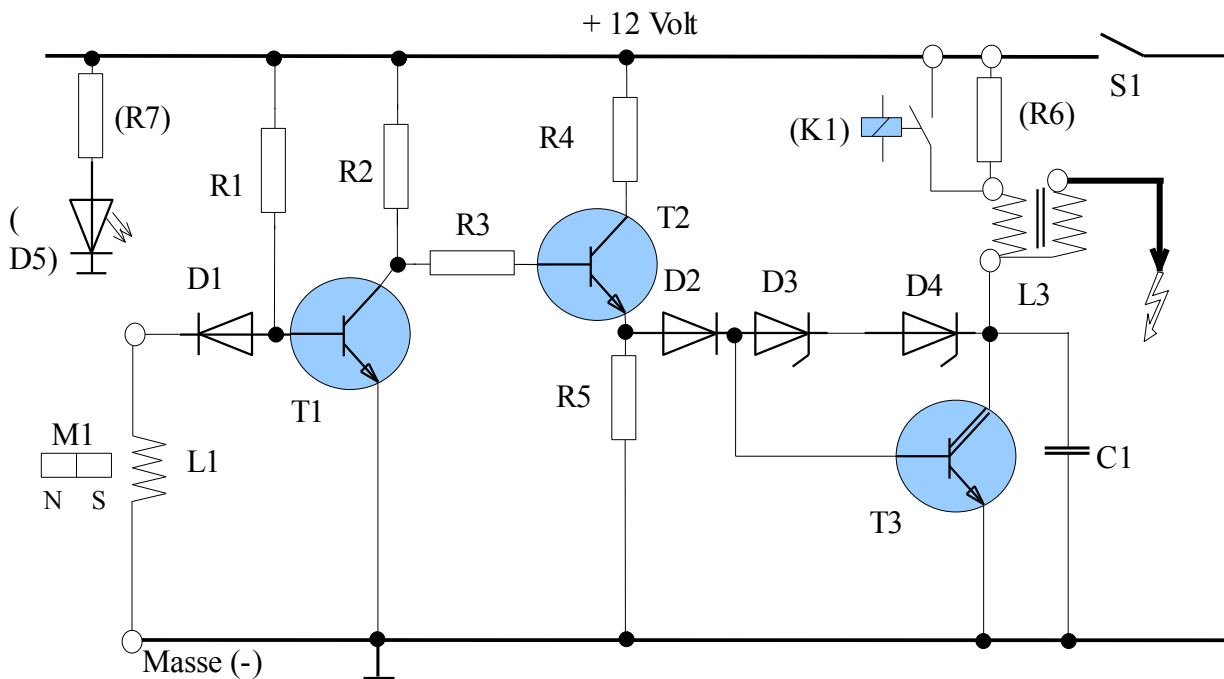 + 12 Volt
S1
(R7)
(K1)
(R6)
R4
R1
R2
(
D5)
R3
T2
D1
D2
D3
D4
L3
T1
R5
M1
L1
C1
N S
T3
Masse (-)